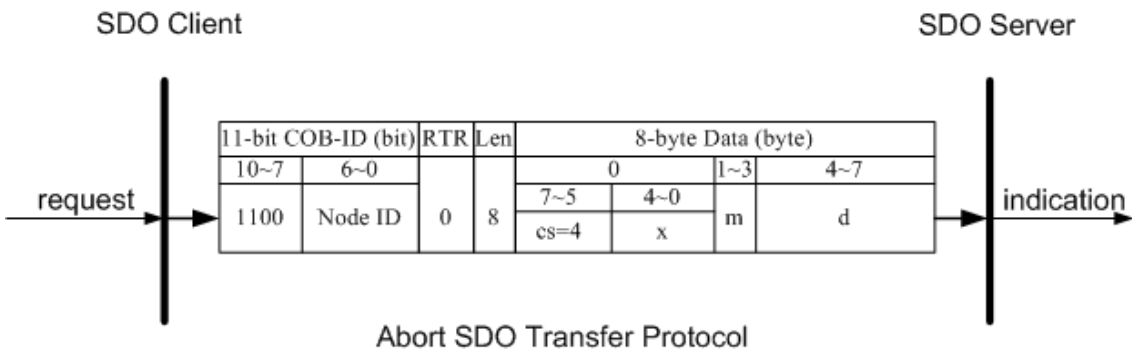 SDO Client
SDO Server
11-bit COB-ID (bit) RTR Len 8-byte Data (byte)
10~7 6~0 0 1~3 4~7
request 1100 Node ID 0 8 7~5 4~0 m d indication
cs=4 x
Abort SDO Transfer Protocol